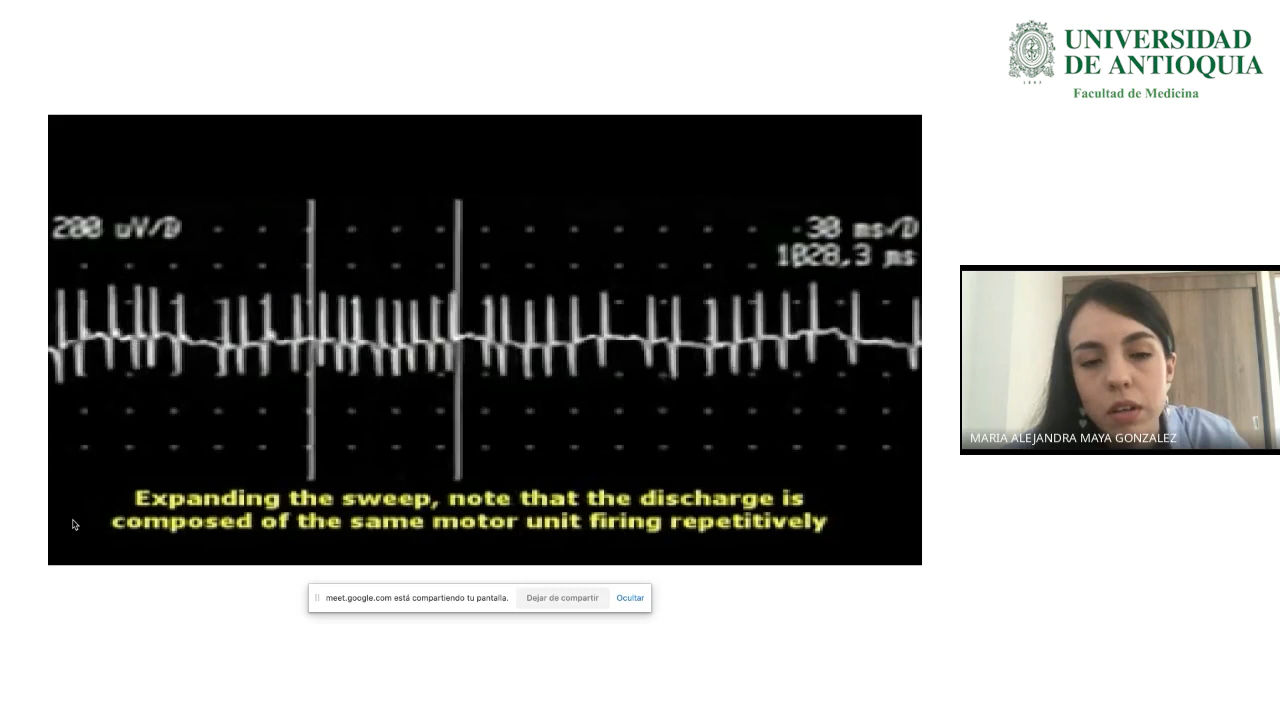 UNIVERSIDAD
DE ANTIOQUIA
1803
Facultad de Medicina
200 uV/D
30 ms/D
1028.3 ms
Expanding the sweep, note that the discharge is
composed of the same motor unit firing repetitively
MARIA ALEJANDRA MAYA GONZALEZ
meet.google.com está compartiendo tu pantalla. Dejar de compartir Ocultar